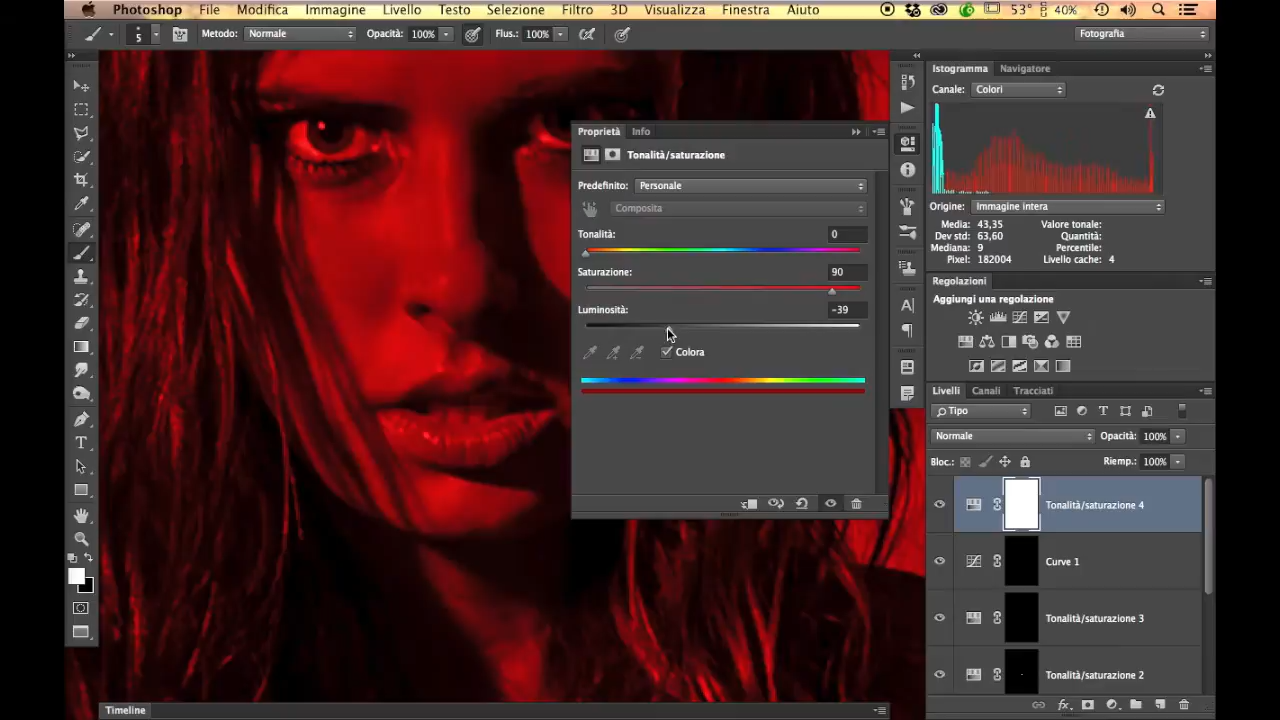 Photoshop File Modifica Immagine Livello Testo Selezione Filtro 3D Visualizza Finestra Aiuto 53° 40%
5 Metodo: Normale Opacità: 100% Flus.: 100% Fotografia
Istogramma Navigatore
Canale: Colori
Origine: Immagine intera
Media: 43,35 Valore tonale:
Dev std: 63,60 Quantità:
Mediana: 9 Percentile:
Pixel: 182004 Livello cache: 4
Regolazioni
Aggiungi una regolazione
Livelli Canali Tracciati
Tipo
Normale Opacità: 100%
Bloc.: Riemp.: 100%
Tonalità/saturazione 4
Curve 1
Tonalità/saturazione 3
Tonalità/saturazione 2
Proprietà Info
Tonalità/saturazione
Predefinito: Personale
Composita
Tonalità: 0
Saturazione: 90
Luminosità: -39
Colora
Timeline